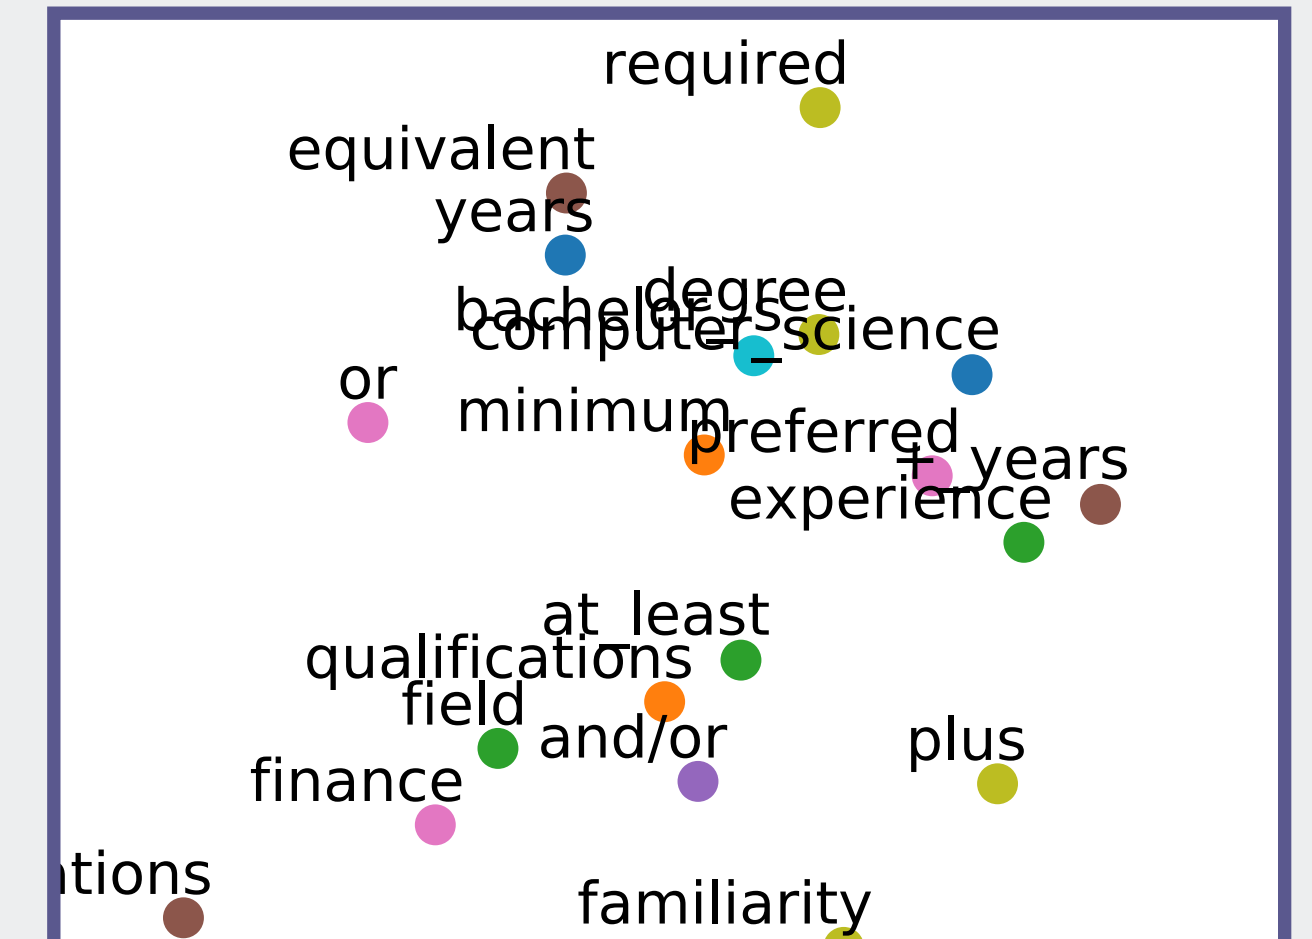 required
equivalent
years
degree
bachelor_s
computer_science
or
minimum
preferred
+_years
experience
at_least
qualifications
field
and/or
plus
finance
tions
familiarity